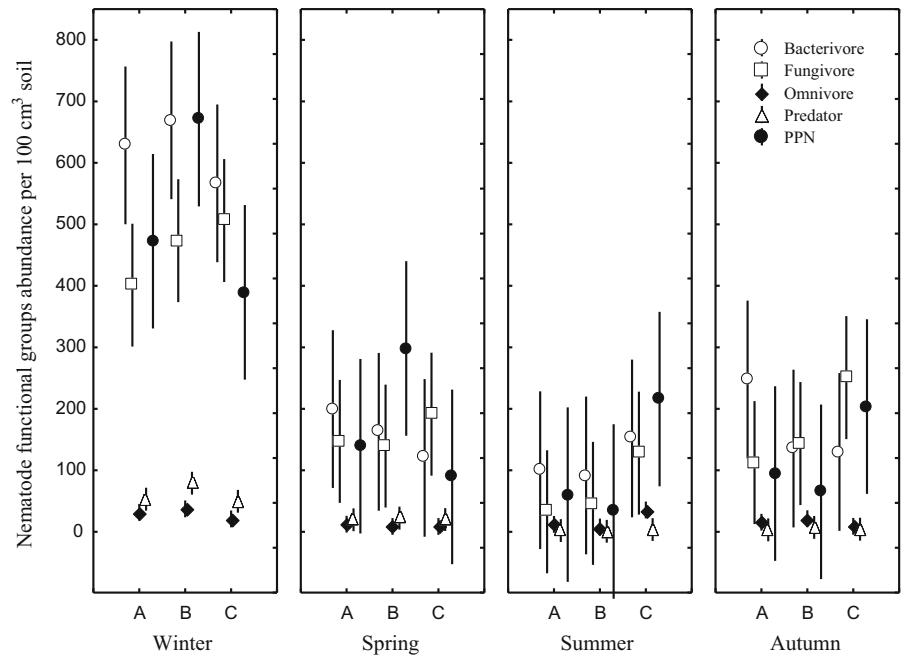 Nematode functional groups abundance per 100 cm³ soil
800
700
600
500
400
300
200
100
0
Bacterivore
Fungivore
Omnivore
Predator
PPN
A B C A B C A B C A B C
Winter Spring Summer Autumn